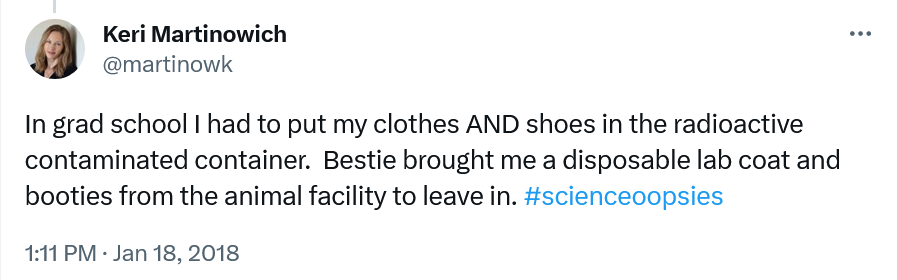 Keri Martinowich
@martinowk
In grad school I had to put my clothes AND shoes in the radioactive
contaminated container.  Bestie brought me a disposable lab coat and
booties from the animal facility to leave in. #scienceoopsies
1:11 PM · Jan 18, 2018